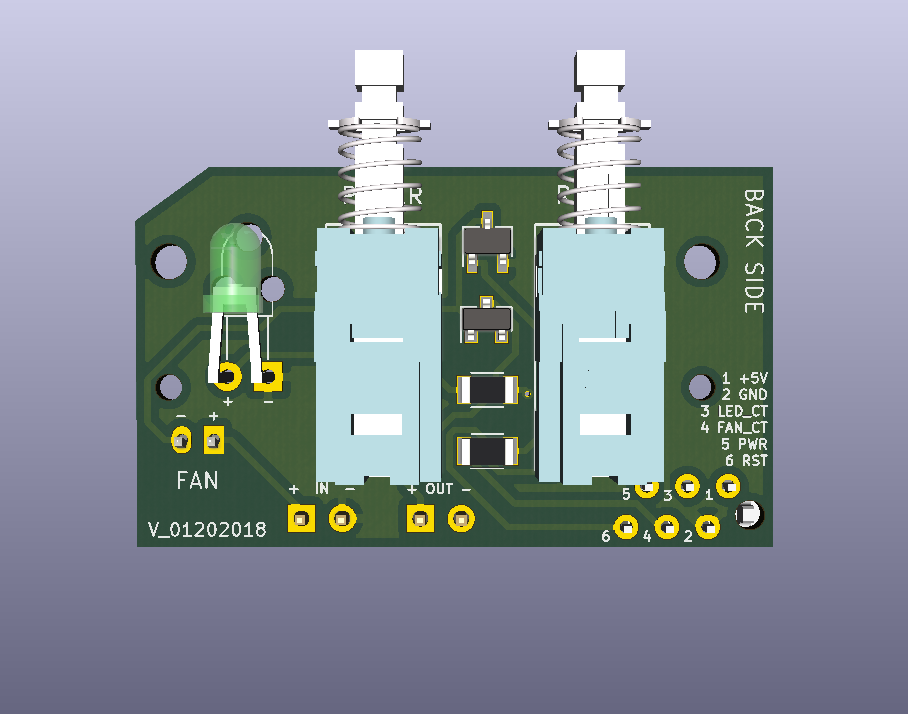 BACK SIDE
1 +5V
2 GND
3 LED_CT
4 FAN_CT
5 PWR
6 RST
+ -
- +
FAN
+ IN -
+ OUT -
5 3 1
6 4 2
V_01202018